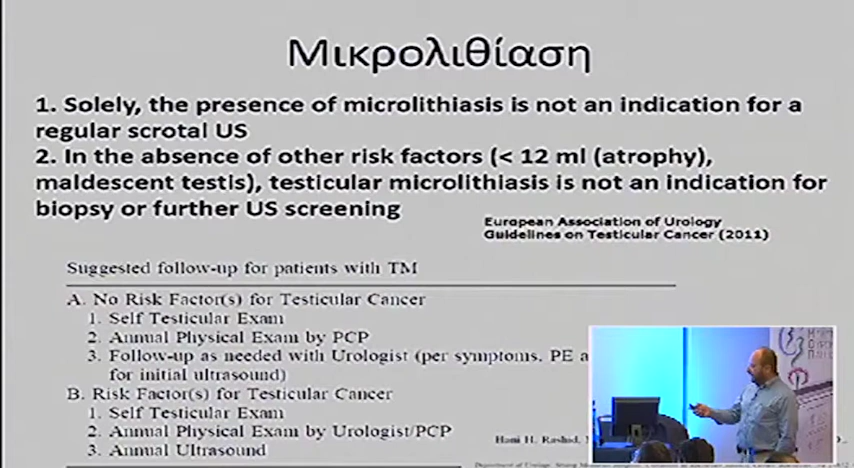 Μικρολιθίαση
1. Solely, the presence of microlithiasis is not an indication for a
regular scrotal US
2. In the absence of other risk factors (< 12 ml (atrophy),
maldescent testis), testicular microlithiasis is not an indication for
biopsy or further US screening
European Association of Urology
Guidelines on Testicular Cancer (2011)
Suggested follow-up for patients with TM
A. No Risk Factor(s) for Testicular Cancer
1. Self Testicular Exam
2. Annual Physical Exam by PCP
3. Follow-up as needed with Urologist (per symptoms. PE a
for initial ultrasound)
B. Risk Factor(s) for Testicular Cancer
1. Self Testicular Exam
2. Annual Physical Exam by Urologist/PCP
3. Annual Ultrasound
Hani H. Rashid,